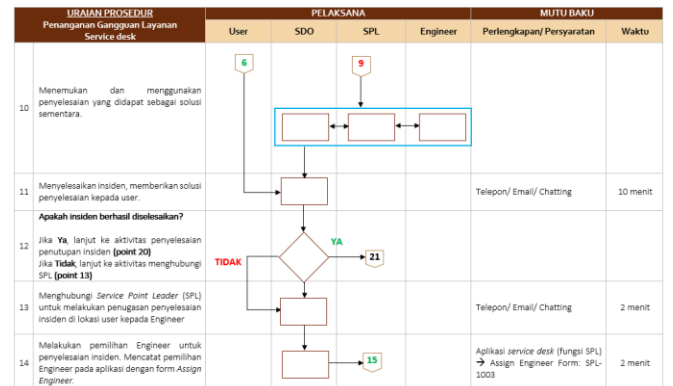 URAIAN PROSEDUR
Penanganan Gangguan Layanan
Service desk
PELAKSANA
MUTU BAKU
User
SDO
SPL
Engineer
Perlengkapan/ Persyaratan
Waktu
6
9
10
Menemukan dan menggunakan
penyelesaian yang didapat sebagai solusi
sementara.
11
Menyelesaikan insiden, memberikan solusi
penyelesaian kepada user.
Telepon/ Email/ Chatting
10 menit
12
Apakah insiden berhasil diselesaikan?
Jika Ya, lanjut ke aktivitas penyelesaian
penutupan insiden (point 20)
Jika Tidak, lanjut ke aktivitas menghubungi
SPL (point 13)
YA
TIDAK
21
13
Menghubungi Service Point Leader (SPL)
untuk melakukan penugasan penyelesaian
insiden di lokasi user kepada Engineer
Telepon/ Email/ Chatting
2 menit
14
Melakukan pemilihan Engineer untuk
penyelesaian insiden. Mencatat pemilihan
Engineer pada aplikasi dengan form Assign
Engineer.
15
Aplikasi service desk (fungsi SPL)
→ Assign Engineer Form: SPL-
1003
2 menit